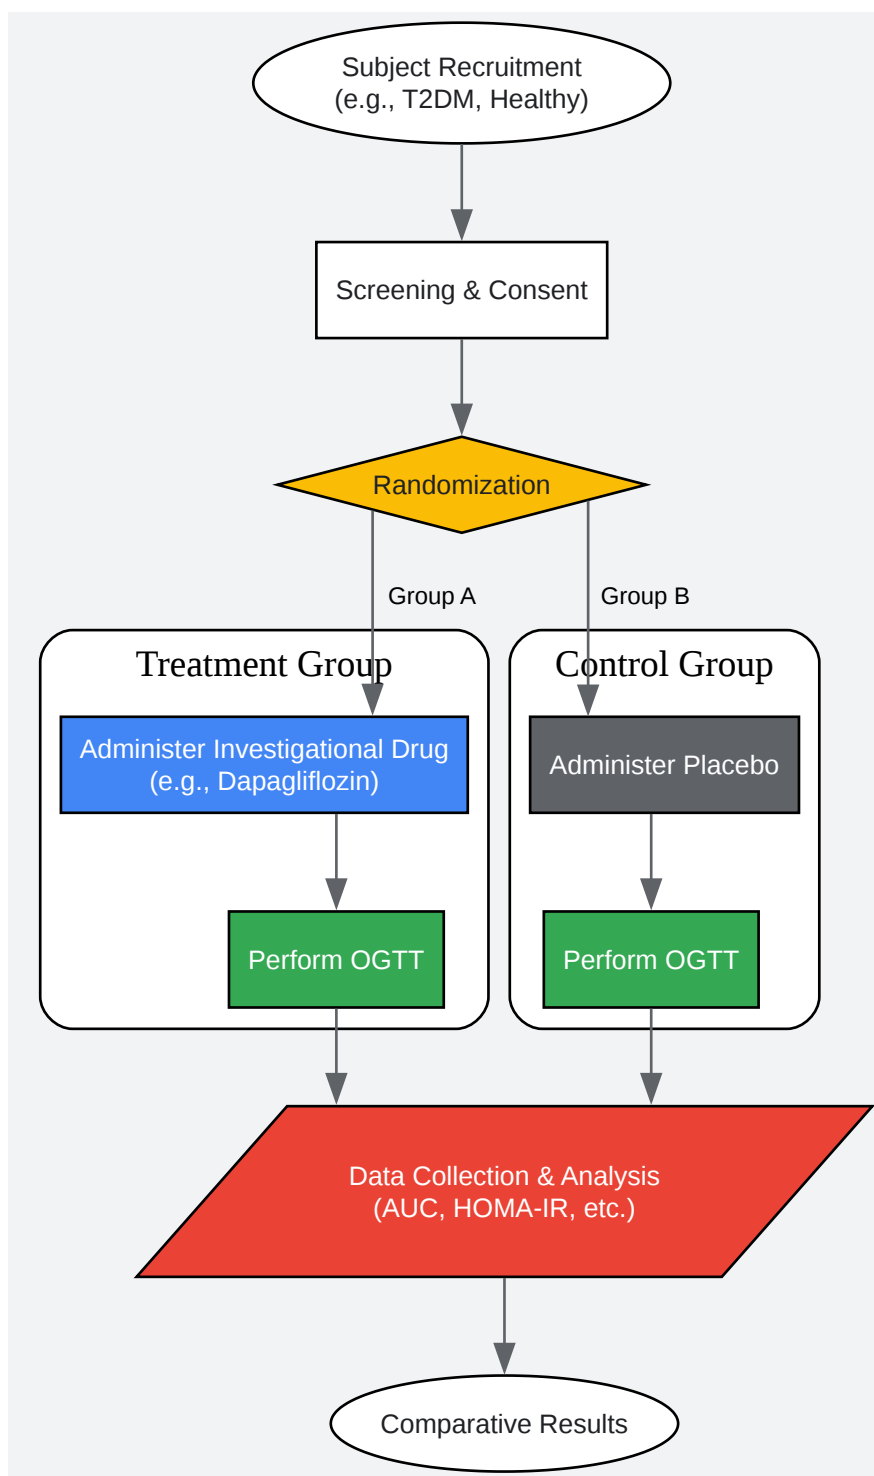 Subject Recruitment
(e.g., T2DM, Healthy)
Screening & Consent
Randomization
Group A
Group B
Treatment Group
Control Group
Administer Investigational Drug
(e.g., Dapagliflozin)
Administer Placebo
Perform OGTT
Perform OGTT
Data Collection & Analysis
(AUC, HOMA-IR, etc.)
Comparative Results